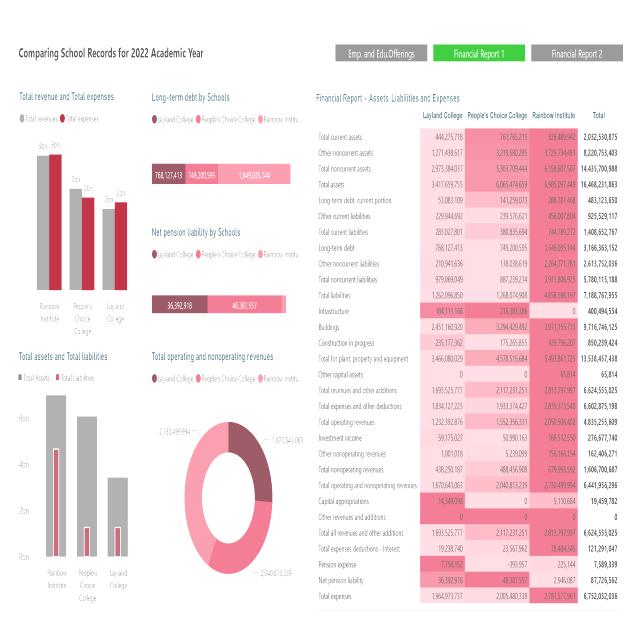 Comparing School Records for 2022 Academic Year
Emp. and Edu.Offerings
Financial Report 1
Financial Report 2
Total revenue and Total expenses
Total revenues Total expenses
3bn 3bn
2bn 2bn
2bn 2bn
Rainbow Institute
People's Choice College
Layland College
Long-term debt by Schools
Layland College People's Choice College Rainbow Institu...
768,127,413 749,200,595 1,649,035,144
Net pension liability by Schools
Layland College People's Choice College Rainbow Institu...
36,392,918 48,387,557
Total assets and Total liabilities
Total Assets Total Liabilities
6bn
4bn
2bn
0bn
Rainbow Institute
People's Choice College
Layland College
Total operating and nonoperating revenues
Layland College People's Choice College Rainbow Institu...
2,730,499,994
1,670,643,063
2,040,813,239
Financial Report - Assets, Liabilities and Expenses
Layland College People's Choice College Rainbow Institute Total
Total current assets 444,275,718 761,765,215 826,489,942 2,032,530,875
Other noncurrent assets 1,271,438,617 3,219,580,295 3,729,734,491 8,220,753,403
Total noncurrent assets 2,973,384,037 5,303,709,444 6,158,607,507 14,435,700,988
Total assets 3,417,659,755 6,065,474,659 6,985,097,449 16,468,231,863
Long-term debt, current portion 53,083,109 141,259,073 288,781,468 483,123,650
Other current liabilities 229,944,692 239,576,621 456,007,804 925,529,117
Total current liabilities 283,027,801 380,835,694 744,789,272 1,408,652,767
Long-term debt 768,127,413 749,200,595 1,649,035,144 3,166,363,152
Other noncurrent liabilities 210,941,636 138,038,619 2,264,771,781 2,613,752,036
Total noncurrent liabilities 979,069,049 887,239,214 3,913,806,925 5,780,115,188
Total liabilities 1,262,096,850 1,268,074,908 4,658,596,197 7,188,767,955
Infrastructure 184,111,168 216,383,386 0 400,494,554
Buildings 2,451,160,920 3,294,429,492 3,971,155,733 9,716,746,125
Construction in progress 235,177,362 175,265,855 439,796,207 850,239,424
Total for plant, property and equipment 3,466,080,029 4,578,515,684 5,493,861,725 13,538,457,438
Other capital assets 0 0 65,814 65,814
Total revenues and other additions 1,693,525,777 2,117,231,251 2,813,797,997 6,624,555,025
Total expenses and other deductions 1,834,127,223 1,933,374,427 2,835,373,548 6,602,875,198
Total operating revenues 1,232,392,876 1,552,356,331 2,050,506,402 4,835,255,609
Investment income 59,175,027 50,990,163 166,512,550 276,677,740
Other nonoperating revenues 1,001,018 5,239,099 156,166,154 162,406,271
Total nonoperating revenues 438,250,187 488,456,908 679,993,592 1,606,700,687
Total operating and nonoperating revenues 1,670,643,063 2,040,813,239 2,730,499,994 6,441,956,296
Capital appropriations 14,349,098 0 5,110,684 19,459,782
Other revenues and additions 0 0 0 0
Total all revenues and other additions 1,693,525,777 2,117,231,251 2,813,797,997 6,624,555,025
Total expenses deductions - Interest 19,238,740 23,567,962 78,484,345 121,291,047
Pension expense 7,758,152 -393,957 225,144 7,589,339
Net pension liability 36,392,918 48,387,557 2,946,087 87,726,562
Total expenses 1,964,973,737 2,005,480,338 2,781,577,961 6,752,032,036